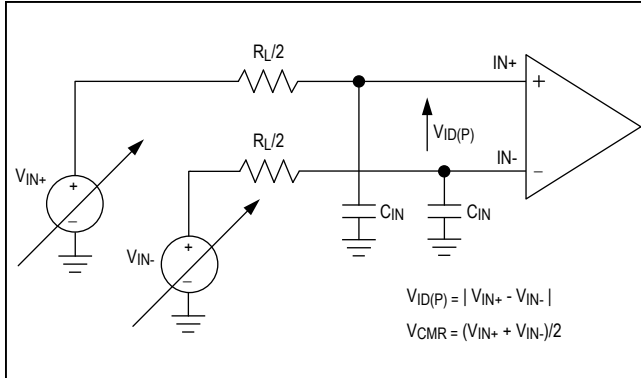 RL/2
IN+
+
VID(P)
RL/2
IN-
–
VIN+
+
–
CIN
CIN
VIN-
+
–
VID(P) = | VIN+ - VIN- |
VCMR = (VIN+ + VIN-)/2